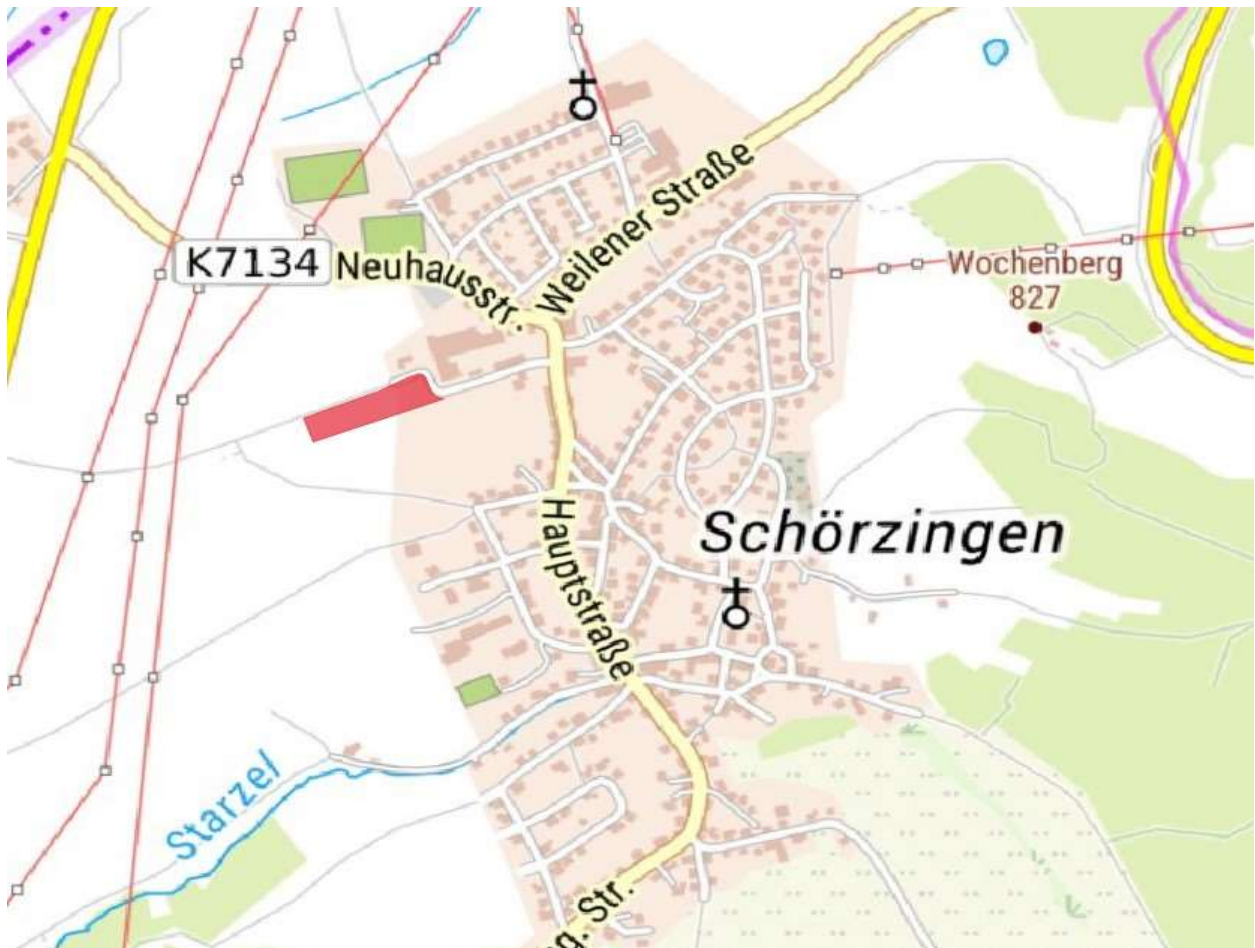 Weilener Straße
K7134
Neuhausstr.
Wochenberg
827
Schörzingen
Hauptstraße
Starzel
g. Str.